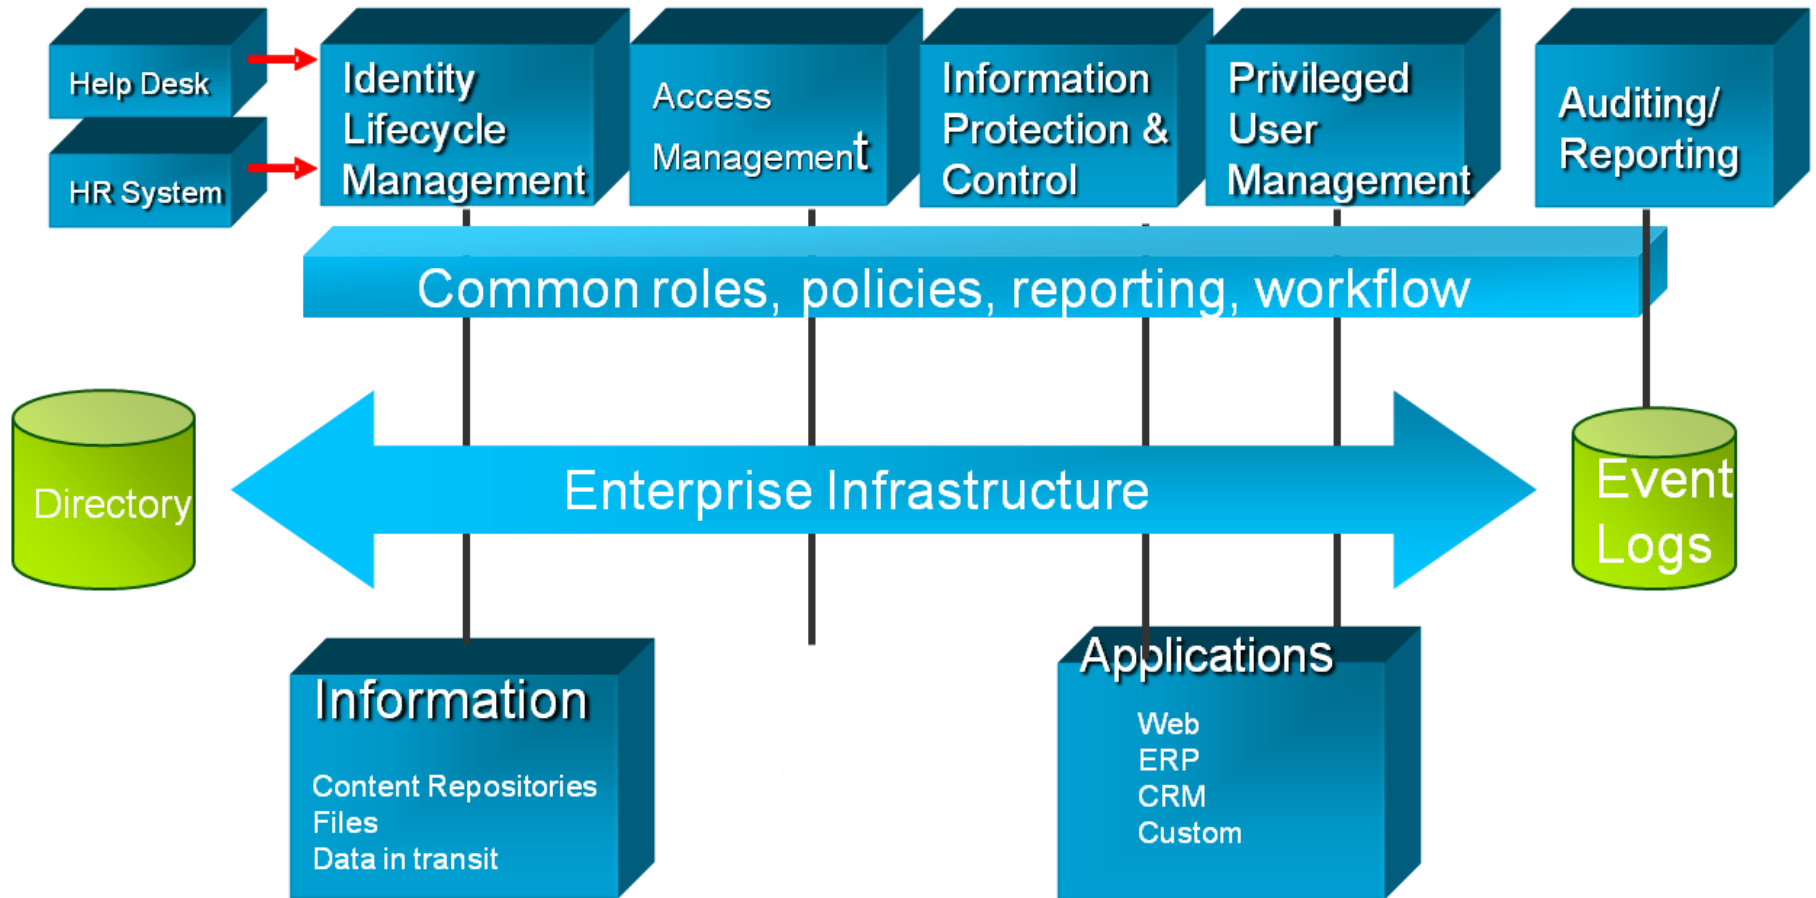 Help Desk
HR System
Identity
Lifecycle
Management
Access
Management
Information
Protection &
Control
Privileged
User
Management
Auditing/
Reporting
Common roles, policies, reporting, workflow
Directory
Enterprise Infrastructure
Event
Logs
Information
Content Repositories
Files
Data in transit
Applications
Web
ERP
CRM
Custom